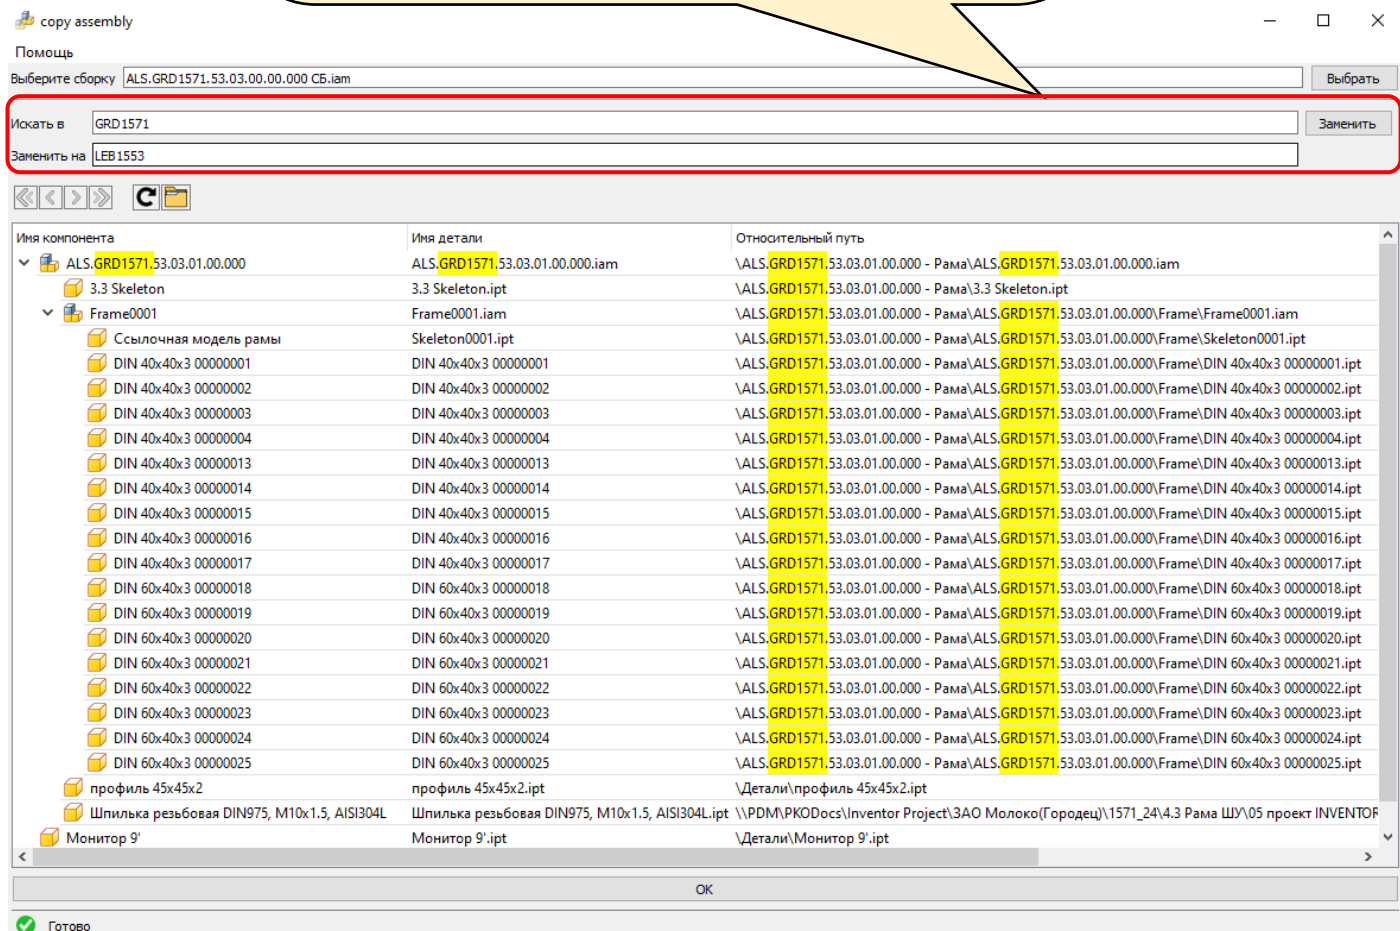 copy assembly
Помощь
Выберите сборку ALS.GRD1571.53.03.00.00.000 СБ.iam Выбрать
Искать в GRD1571 Заменить
Заменить на LEB1553
Имя компонента Имя детали Относительный путь
ALS.GRD1571.53.03.01.00.000 ALS.GRD1571.53.03.01.00.000.iam \ALS.GRD1571.53.03.01.00.000 - Рама\ALS.GRD1571.53.03.01.00.000.iam
3.3 Skeleton 3.3 Skeleton.ipt \ALS.GRD1571.53.03.01.00.000 - Рама\3.3 Skeleton.ipt
Frame0001 Frame0001.iam \ALS.GRD1571.53.03.01.00.000 - Рама\ALS.GRD1571.53.03.01.00.000\Frame\Frame0001.iam
Ссылочная модель рамы Skeleton0001.ipt \ALS.GRD1571.53.03.01.00.000 - Рама\ALS.GRD1571.53.03.01.00.000\Frame\Skeleton0001.ipt
DIN 40x40x3 00000001 DIN 40x40x3 00000001 \ALS.GRD1571.53.03.01.00.000 - Рама\ALS.GRD1571.53.03.01.00.000\Frame\DIN 40x40x3 00000001.ipt
DIN 40x40x3 00000002 DIN 40x40x3 00000002 \ALS.GRD1571.53.03.01.00.000 - Рама\ALS.GRD1571.53.03.01.00.000\Frame\DIN 40x40x3 00000002.ipt
DIN 40x40x3 00000003 DIN 40x40x3 00000003 \ALS.GRD1571.53.03.01.00.000 - Рама\ALS.GRD1571.53.03.01.00.000\Frame\DIN 40x40x3 00000003.ipt
DIN 40x40x3 00000004 DIN 40x40x3 00000004 \ALS.GRD1571.53.03.01.00.000 - Рама\ALS.GRD1571.53.03.01.00.000\Frame\DIN 40x40x3 00000004.ipt
DIN 40x40x3 00000013 DIN 40x40x3 00000013 \ALS.GRD1571.53.03.01.00.000 - Рама\ALS.GRD1571.53.03.01.00.000\Frame\DIN 40x40x3 00000013.ipt
DIN 40x40x3 00000014 DIN 40x40x3 00000014 \ALS.GRD1571.53.03.01.00.000 - Рама\ALS.GRD1571.53.03.01.00.000\Frame\DIN 40x40x3 00000014.ipt
DIN 40x40x3 00000015 DIN 40x40x3 00000015 \ALS.GRD1571.53.03.01.00.000 - Рама\ALS.GRD1571.53.03.01.00.000\Frame\DIN 40x40x3 00000015.ipt
DIN 40x40x3 00000016 DIN 40x40x3 00000016 \ALS.GRD1571.53.03.01.00.000 - Рама\ALS.GRD1571.53.03.01.00.000\Frame\DIN 40x40x3 00000016.ipt
DIN 40x40x3 00000017 DIN 40x40x3 00000017 \ALS.GRD1571.53.03.01.00.000 - Рама\ALS.GRD1571.53.03.01.00.000\Frame\DIN 40x40x3 00000017.ipt
DIN 60x40x3 00000018 DIN 60x40x3 00000018 \ALS.GRD1571.53.03.01.00.000 - Рама\ALS.GRD1571.53.03.01.00.000\Frame\DIN 60x40x3 00000018.ipt
DIN 60x40x3 00000019 DIN 60x40x3 00000019 \ALS.GRD1571.53.03.01.00.000 - Рама\ALS.GRD1571.53.03.01.00.000\Frame\DIN 60x40x3 00000019.ipt
DIN 60x40x3 00000020 DIN 60x40x3 00000020 \ALS.GRD1571.53.03.01.00.000 - Рама\ALS.GRD1571.53.03.01.00.000\Frame\DIN 60x40x3 00000020.ipt
DIN 60x40x3 00000021 DIN 60x40x3 00000021 \ALS.GRD1571.53.03.01.00.000 - Рама\ALS.GRD1571.53.03.01.00.000\Frame\DIN 60x40x3 00000021.ipt
DIN 60x40x3 00000022 DIN 60x40x3 00000022 \ALS.GRD1571.53.03.01.00.000 - Рама\ALS.GRD1571.53.03.01.00.000\Frame\DIN 60x40x3 00000022.ipt
DIN 60x40x3 00000023 DIN 60x40x3 00000023 \ALS.GRD1571.53.03.01.00.000 - Рама\ALS.GRD1571.53.03.01.00.000\Frame\DIN 60x40x3 00000023.ipt
DIN 60x40x3 00000024 DIN 60x40x3 00000024 \ALS.GRD1571.53.03.01.00.000 - Рама\ALS.GRD1571.53.03.01.00.000\Frame\DIN 60x40x3 00000024.ipt
DIN 60x40x3 00000025 DIN 60x40x3 00000025 \ALS.GRD1571.53.03.01.00.000 - Рама\ALS.GRD1571.53.03.01.00.000\Frame\DIN 60x40x3 00000025.ipt
профиль 45x45x2 профиль 45x45x2.ipt \Детали\профиль 45x45x2.ipt
Шпилька резьбовая DIN975, M10x1.5, AISI304L Шпилька резьбовая DIN975, M10x1.5, AISI304L.ipt \\PDM\PKODocs\Inventor Project\ЗАО Молоко(Городец)\1571_24\4.3 Рама ШУ\05 проект INVENTOR
Монитор 9' Монитор 9'.ipt \Детали\Монитор 9'.ipt
ОК
Готово